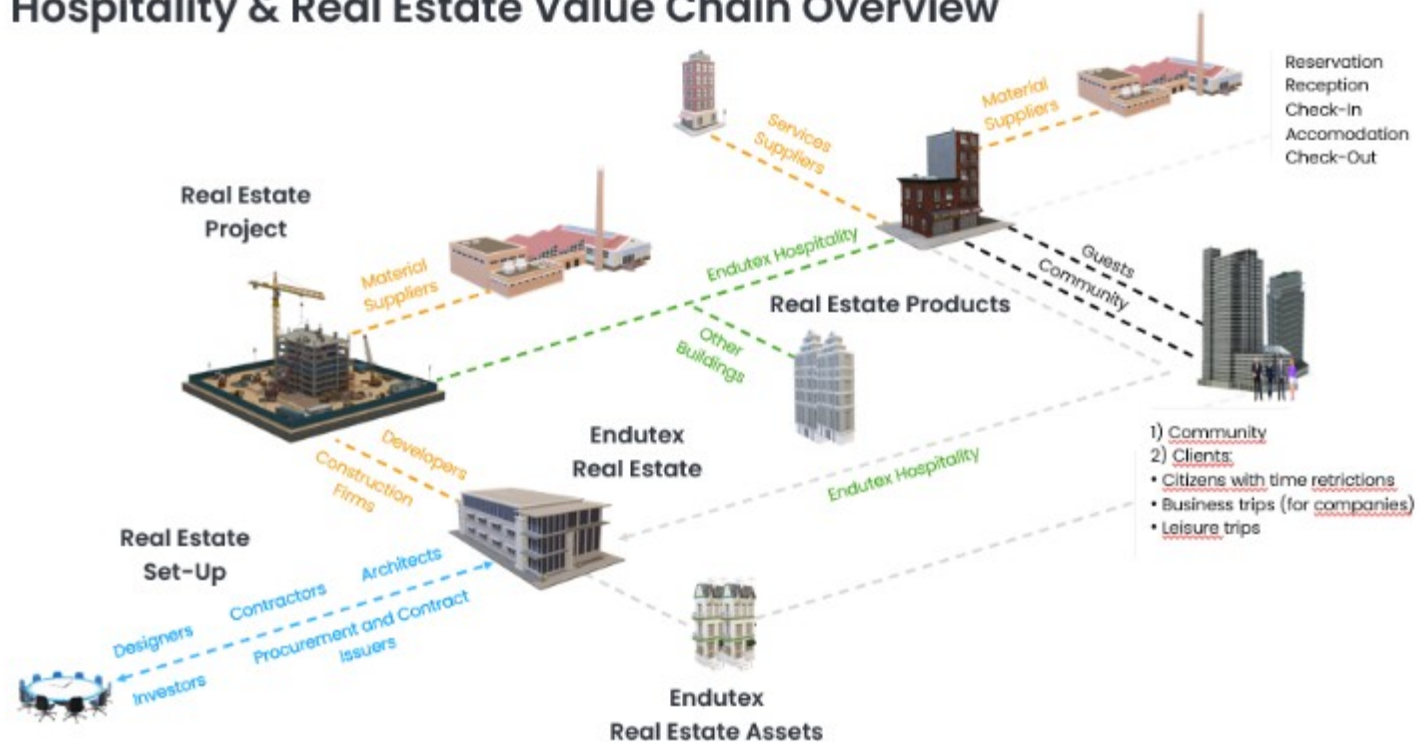 Hospitality & Real Estate Value Chain Overview
Reservation
Reception
Check-In
Accomodation
Check-Out
Material
Suppliers
Services
Suppliers
Real Estate
Project
Material
Suppliers
Endutex Hospitality
Guests
Community
Real Estate Products
Other
Buildings
Developers
Construction
Firms
Endutex
Real Estate
Endutex Hospitality
1) Community
2) Clients:
• Citizens with time retrictions
• Business trips (for companies)
• Leisure trips
Real Estate
Set-Up
Architects
Contractors
Designers
Procurement and Contract
Issuers
Investors
Endutex
Real Estate Assets